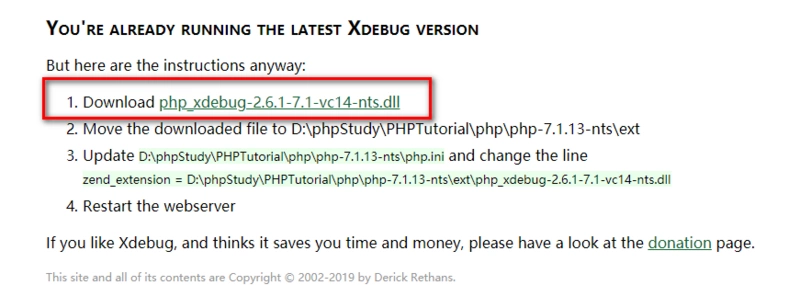 You're already running the latest Xdebug version
But here are the instructions anyway:
1. Download php_xdebug-2.6.1-7.1-vc14-nts.dll
2. Move the downloaded file to D:\phpStudy\PHPTutorial\php\php-7.1.13-nts\ext
3. Update D:\phpStudy\PHPTutorial\php\php-7.1.13-nts\php.ini and change the line
zend_extension = D:\phpStudy\PHPTutorial\php\php-7.1.13-nts\ext\php_xdebug-2.6.1-7.1-vc14-nts.dll
4. Restart the webserver
If you like Xdebug, and thinks it saves you time and money, please have a look at the donation page.
This site and all of its contents are Copyright © 2002-2019 by Derick Rethans.